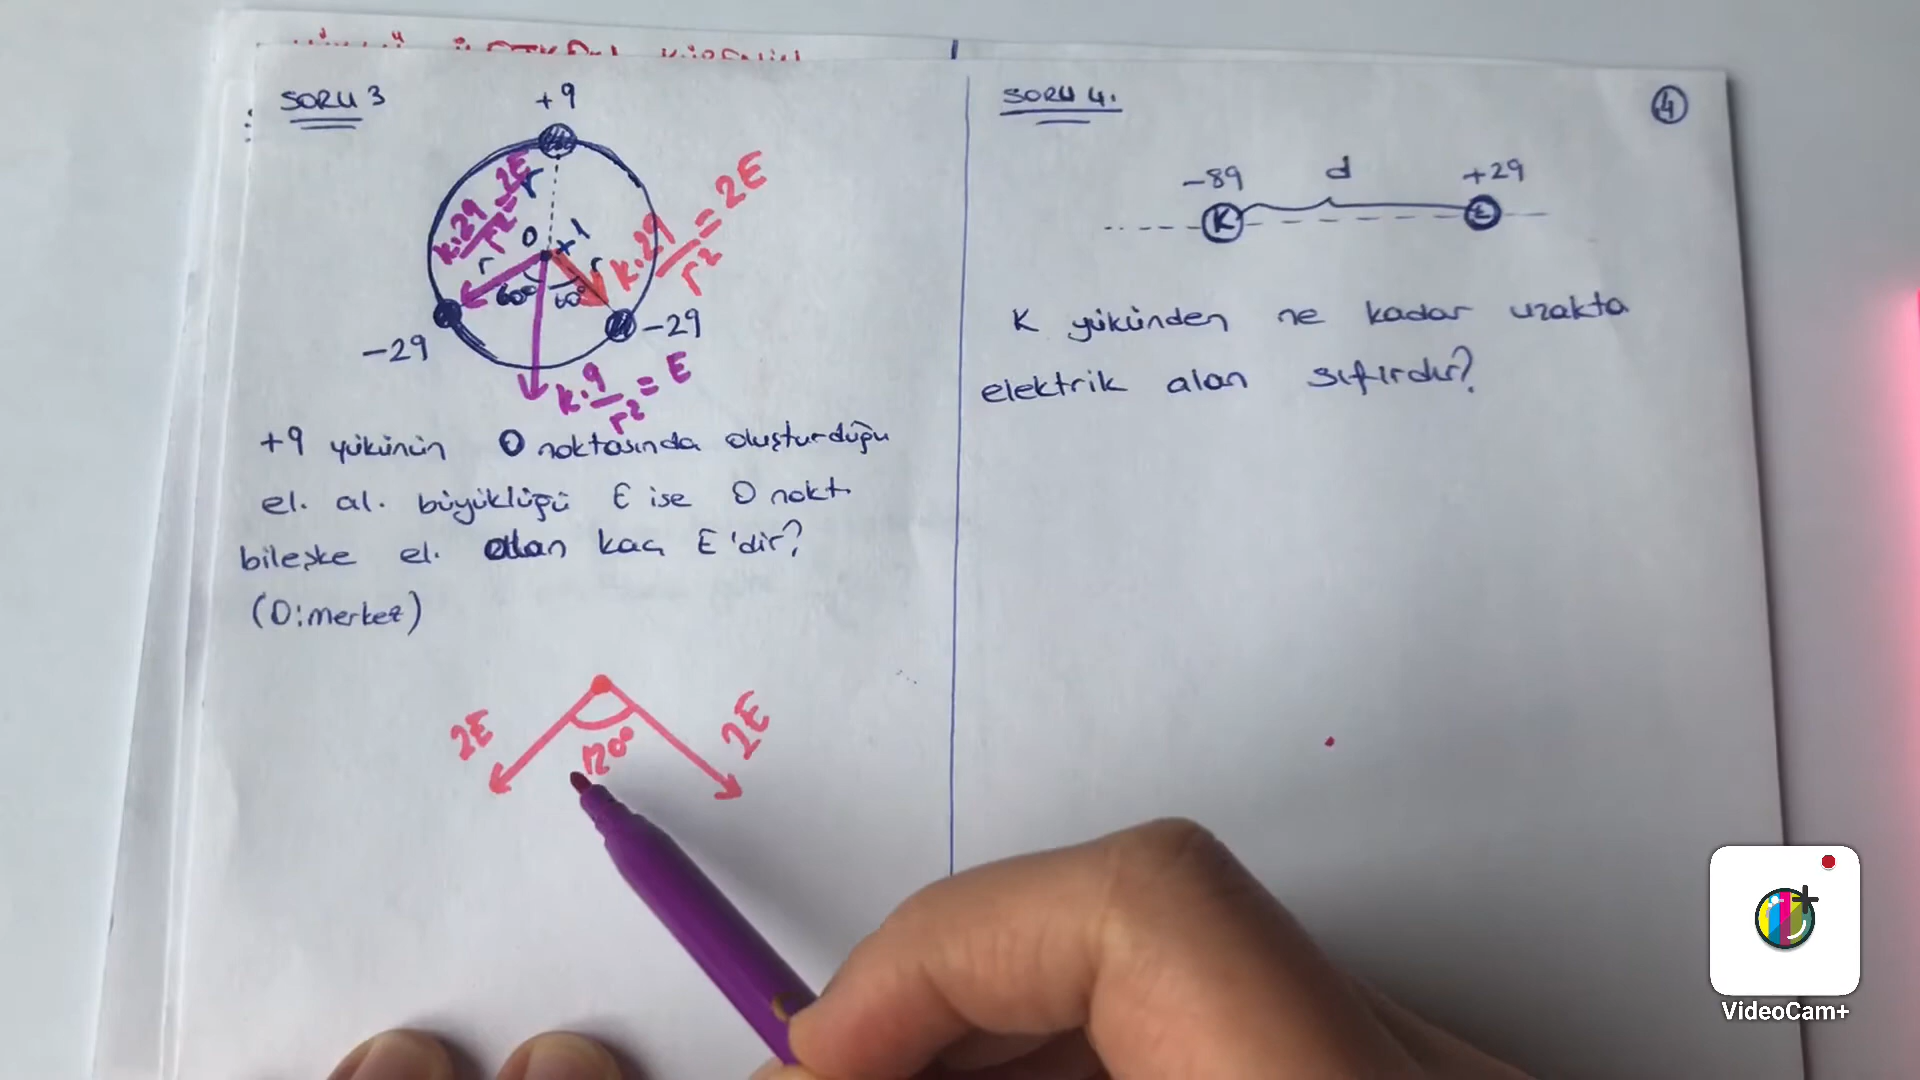 SORU 3
+q
r
k.2q/r² = 2E
O
r
r
k.2q/r² = 2E
60°
60°
-2q
-2q
k.q/r² = E
+q yükünün O noktasında oluşturduğu
el. al. büyüklüğü E ise O nokt.
bileşke el. alan kaç E'dir?
(O:merkez)
2E
120°
2E
SORU 4.
4
-8q
d
+2q
K
L
K yükünden ne kadar uzakta
elektrik alan sıfırdır?
VideoCam+